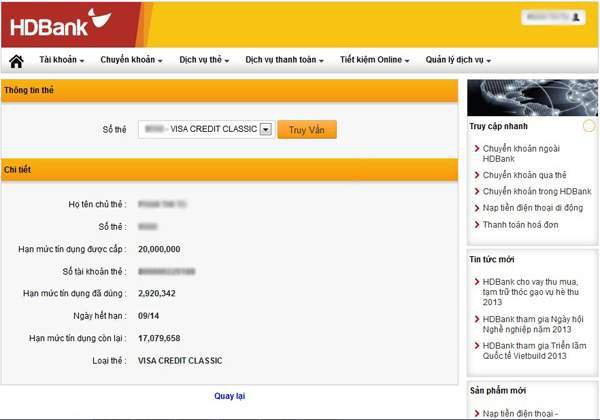 HDBank
Tài khoản
Chuyển khoản
Dịch vụ thẻ
Dịch vụ thanh toán
Tiết kiệm Online
Quản lý dịch vụ
Thông tin thẻ
Số thẻ
- VISA CREDIT CLASSIC
Truy Vấn
Chi tiết
Họ tên chủ thẻ :
Số thẻ :
Hạn mức tín dụng được cấp : 20,000,000
Số tài khoản thẻ :
Hạn mức tín dụng đã dùng : 2,920,342
Ngày hết hạn : 09/14
Hạn mức tín dụng còn lại : 17,079,658
Loại thẻ : VISA CREDIT CLASSIC
Quay lại
Truy cập nhanh
Chuyển khoản ngoài
HDBank
Chuyển khoản qua thẻ
Chuyển khoản trong HDBank
Nạp tiền điện thoại di động
Thanh toán hoá đơn
Tin tức mới
HDBank cho vay thu mua,
tạm trữ thóc gạo vụ hè thu
2013
HDBank tham gia Ngày hội
Nghề nghiệp năm 2013
HDBank tham gia Triển lãm
Quốc tế Vietbuild 2013
Sản phẩm mới
Nạp tiền điện thoại -